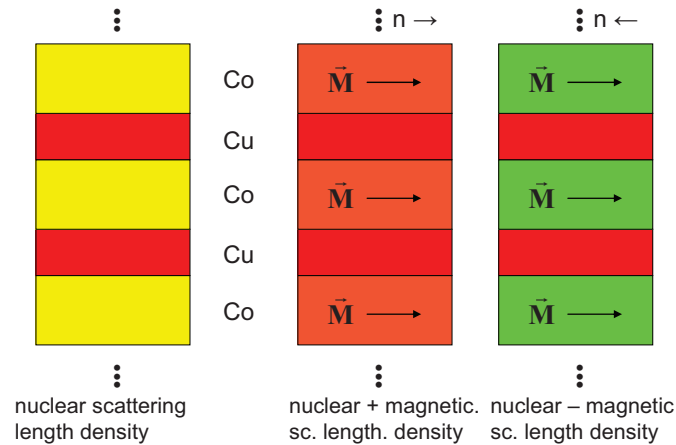 n →
n ←
Co
M⃗
M⃗
Cu
Co
M⃗
M⃗
Cu
Co
M⃗
M⃗
nuclear scattering
length density
nuclear + magnetic.
sc. length. density
nuclear – magnetic
sc. length density